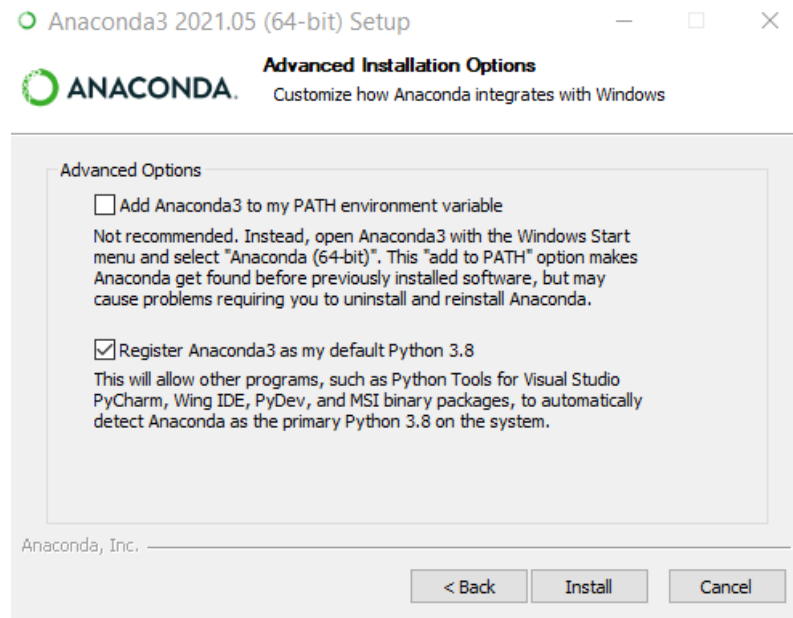 Anaconda3 2021.05 (64-bit) Setup
ANACONDA.
Advanced Installation Options
Customize how Anaconda integrates with Windows
Advanced Options
Add Anaconda3 to my PATH environment variable
Not recommended. Instead, open Anaconda3 with the Windows Start
menu and select "Anaconda (64-bit)". This "add to PATH" option makes
Anaconda get found before previously installed software, but may
cause problems requiring you to uninstall and reinstall Anaconda.
Register Anaconda3 as my default Python 3.8
This will allow other programs, such as Python Tools for Visual Studio
PyCharm, Wing IDE, PyDev, and MSI binary packages, to automatically
detect Anaconda as the primary Python 3.8 on the system.
Anaconda, Inc.
< Back
Install
Cancel